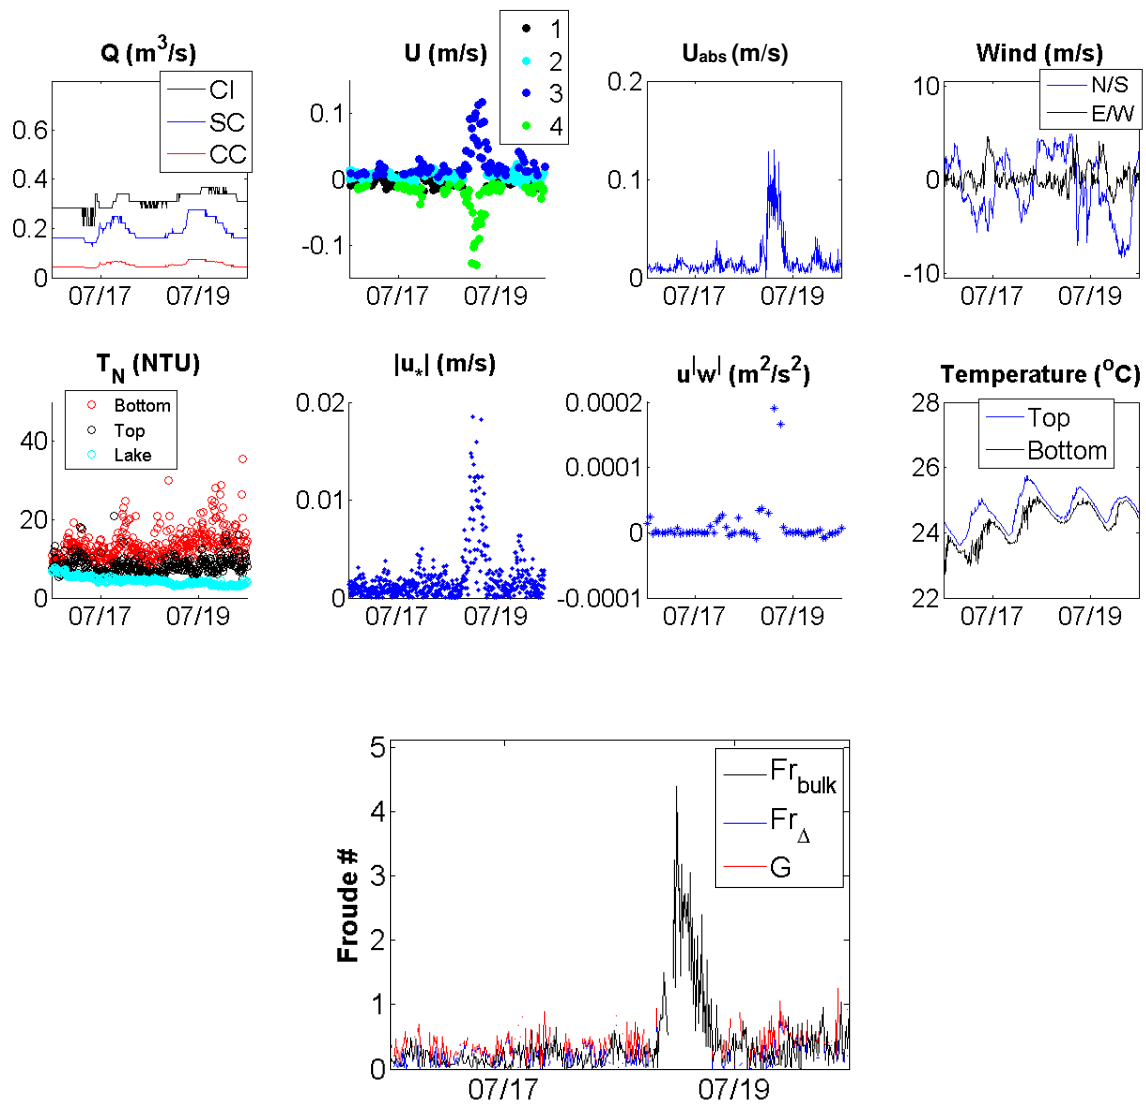 Q (m³/s)
0.6
0.4
0.2
0
CI
SC
CC
07/17 07/19
U (m/s)
0.1
0
-0.1
1
2
3
4
07/17 07/19
U_abs (m/s)
0.2
0.1
0
07/17 07/19
Wind (m/s)
10
0
-10
N/S
E/W
07/17 07/19
T_N (NTU)
40
20
0
Bottom
Top
Lake
07/17 07/19
|u_*| (m/s)
0.02
0.01
0
07/17 07/19
u|w| (m²/s²)
0.0002
0.0001
0
-0.0001
07/17 07/19
Temperature (°C)
28
26
24
22
Top
Bottom
07/17 07/19
Froude #
5
4
3
2
1
0
Fr_bulk
Fr_Δ
G
07/17 07/19